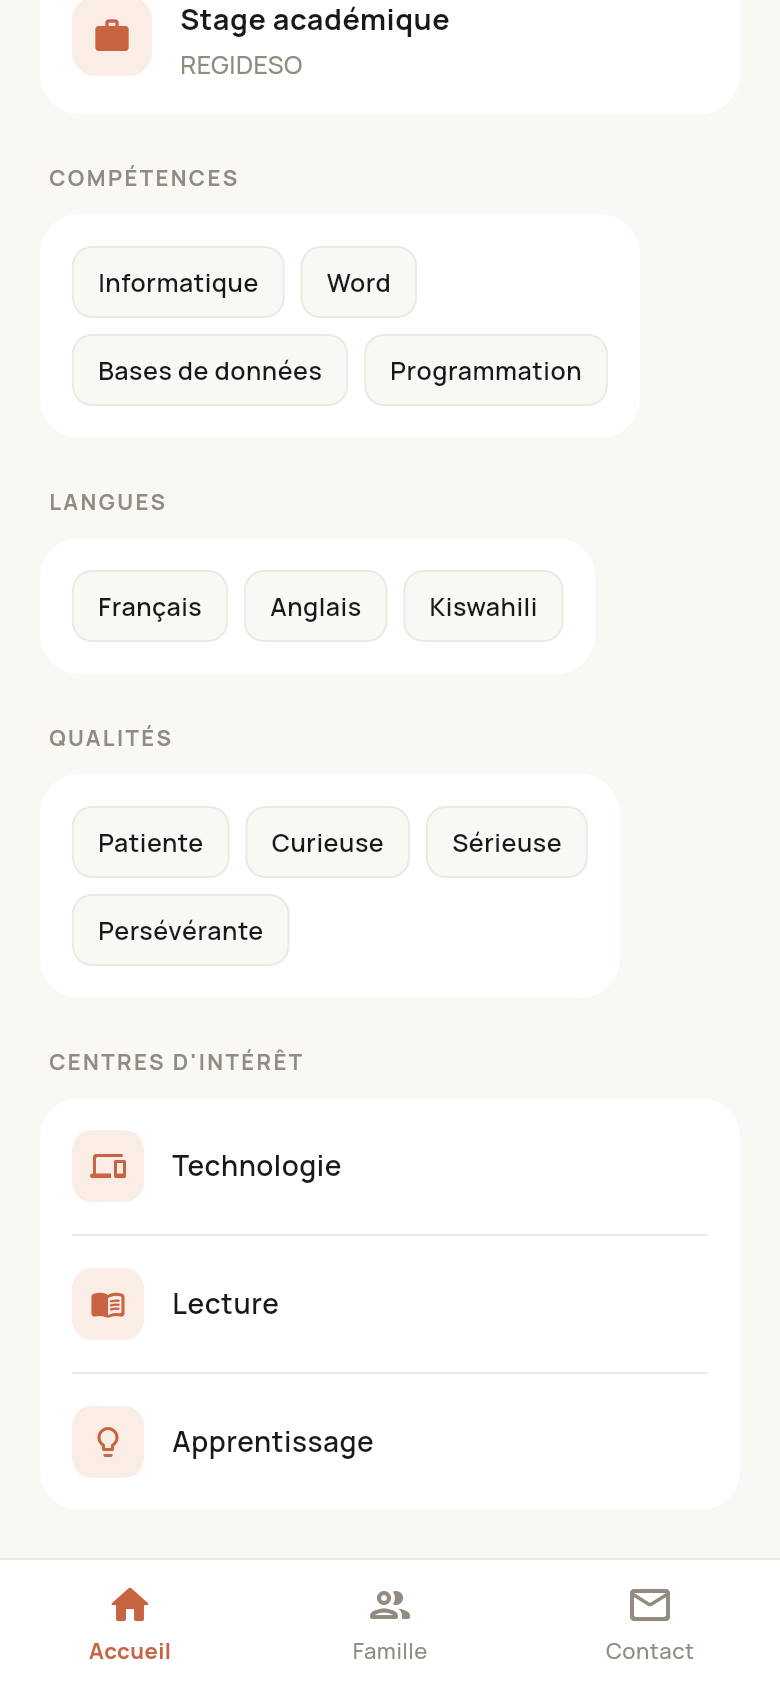 Stage académique
REGIDESO
COMPÉTENCES
Informatique Word
Bases de données Programmation
LANGUES
Français Anglais Kiswahili
QUALITÉS
Patiente Curieuse Sérieuse
Persévérante
CENTRES D'INTÉRÊT
Technologie
Lecture
Apprentissage
Accueil Famille Contact